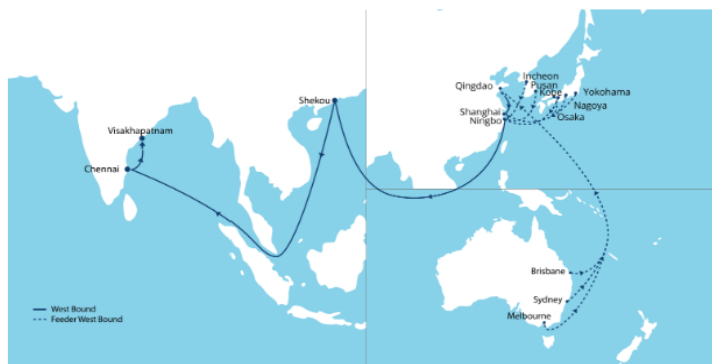 Incheon
Pusan
Qingdao
Kobe
Yokohama
Nagoya
Osaka
Shanghai
Ningbo
Shekou
Visakhapatnam
Chennai
Brisbane
Sydney
Melbourne
West Bound
Feeder West Bound